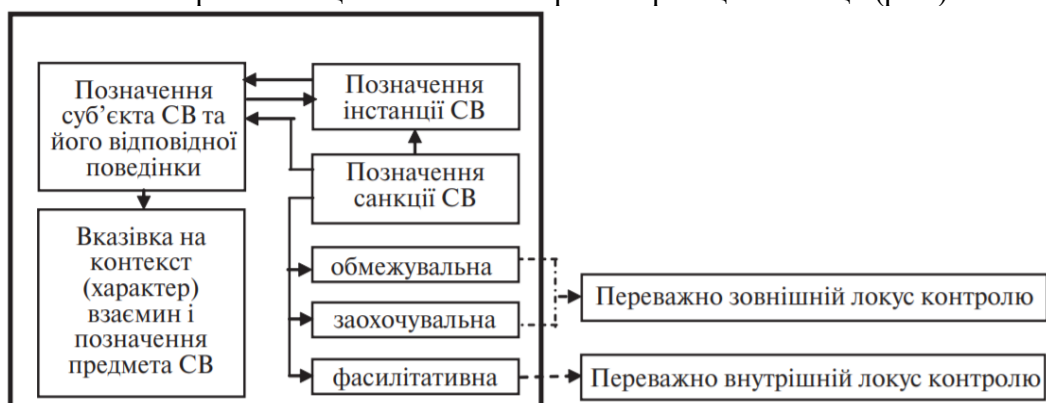 Позначення
суб’єкта СВ та
його відповідної
поведінки
Позначення
інстанції СВ
Позначення
санкції СВ
Вказівка на
контекст
(характер)
взаємин і
позначення
предмета СВ
обмежувальна
заохочувальна
фасилітативна
Переважно зовнішній локус контролю
Переважно внутрішній локус контролю